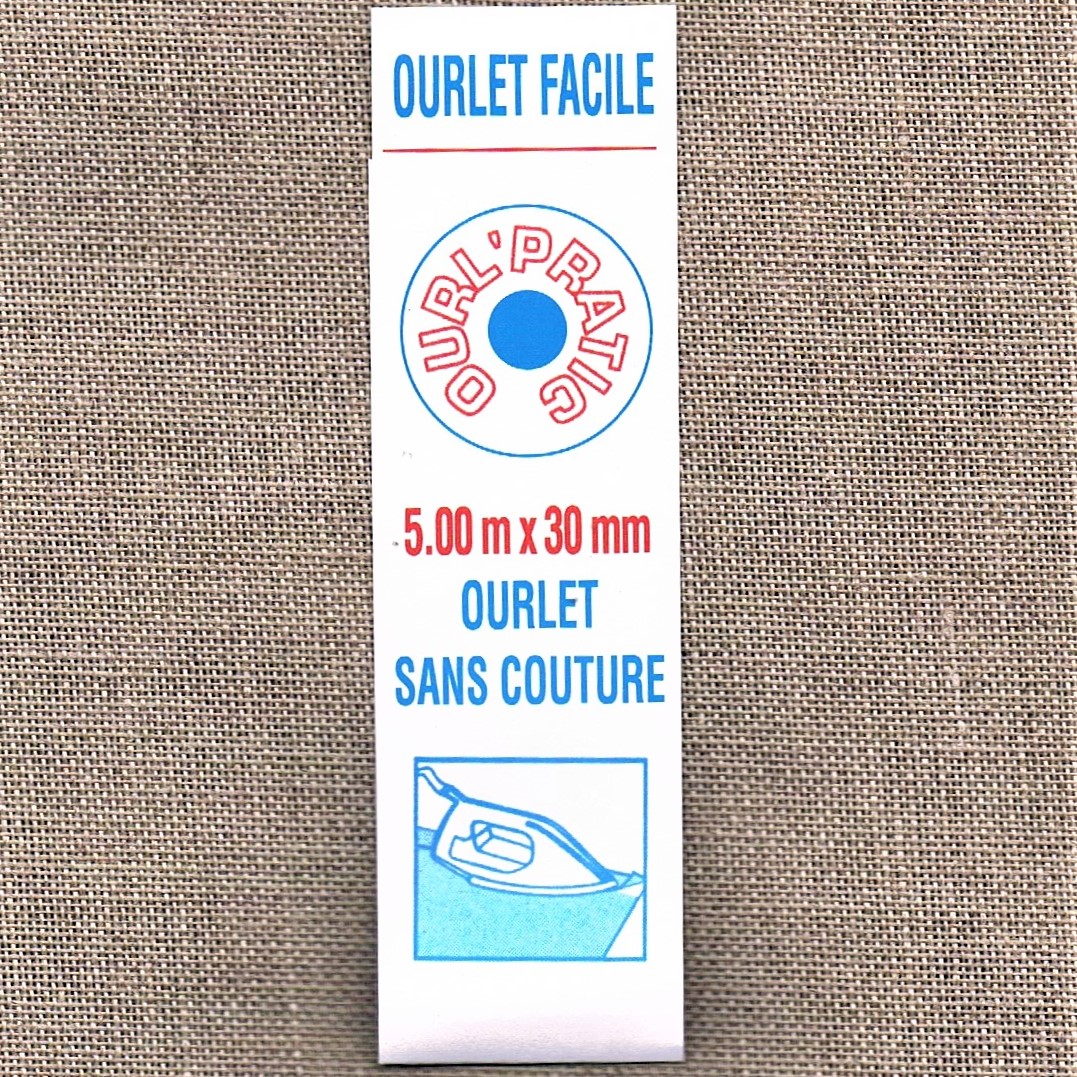 OURLET FACILE
OURL'PRATIC
5.00 m x 30 mm
OURLET
SANS COUTURE